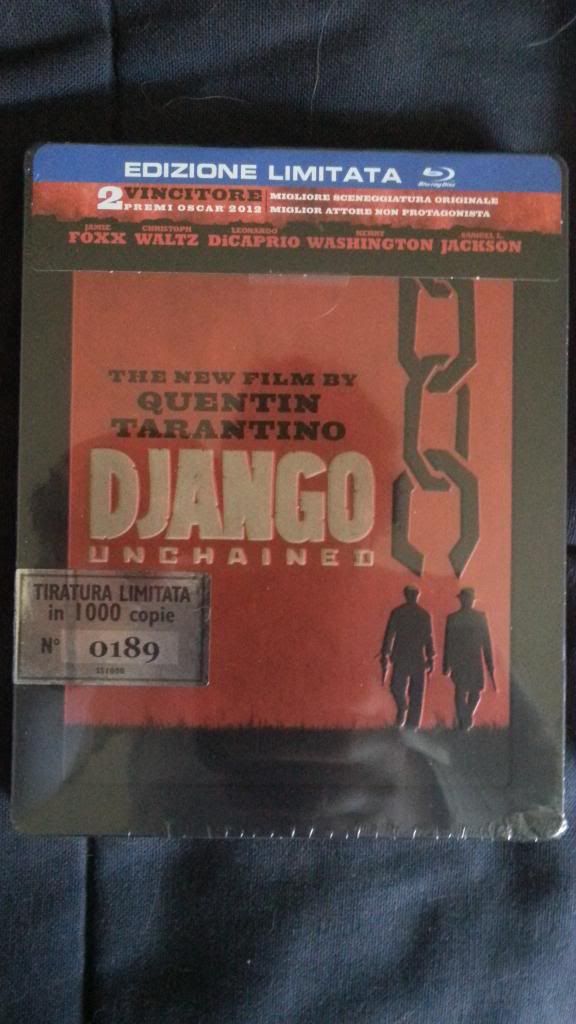 EDIZIONE LIMITATA Blu-ray Disc
2 VINCITORE MIGLIORE SCENEGGIATURA ORIGINALE
PREMI OSCAR 2012 MIGLIOR ATTORE NON PROTAGONISTA
JAMIE CHRISTOPH LEONARDO KERRY SAMUEL L.
FOXX WALTZ DiCAPRIO WASHINGTON JACKSON
THE NEW FILM BY
QUENTIN
TARANTINO
DJANGO
UNCHAINED
TIRATURA LIMITATA
in 1000 copie
N° 0189